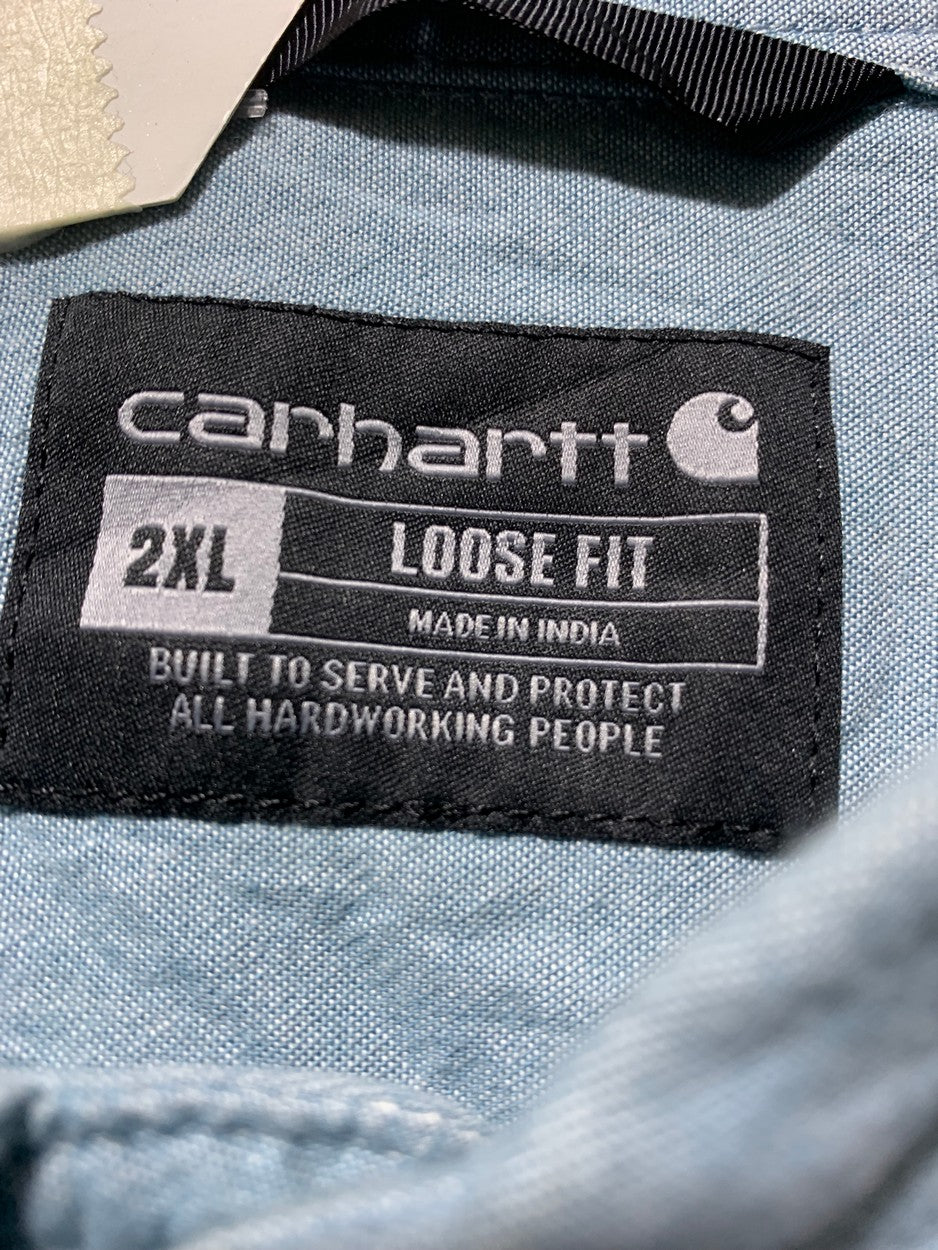 carhartt
2XL
LOOSE FIT
MADE IN INDIA
BUILT TO SERVE AND PROTECT
ALL HARDWORKING PEOPLE